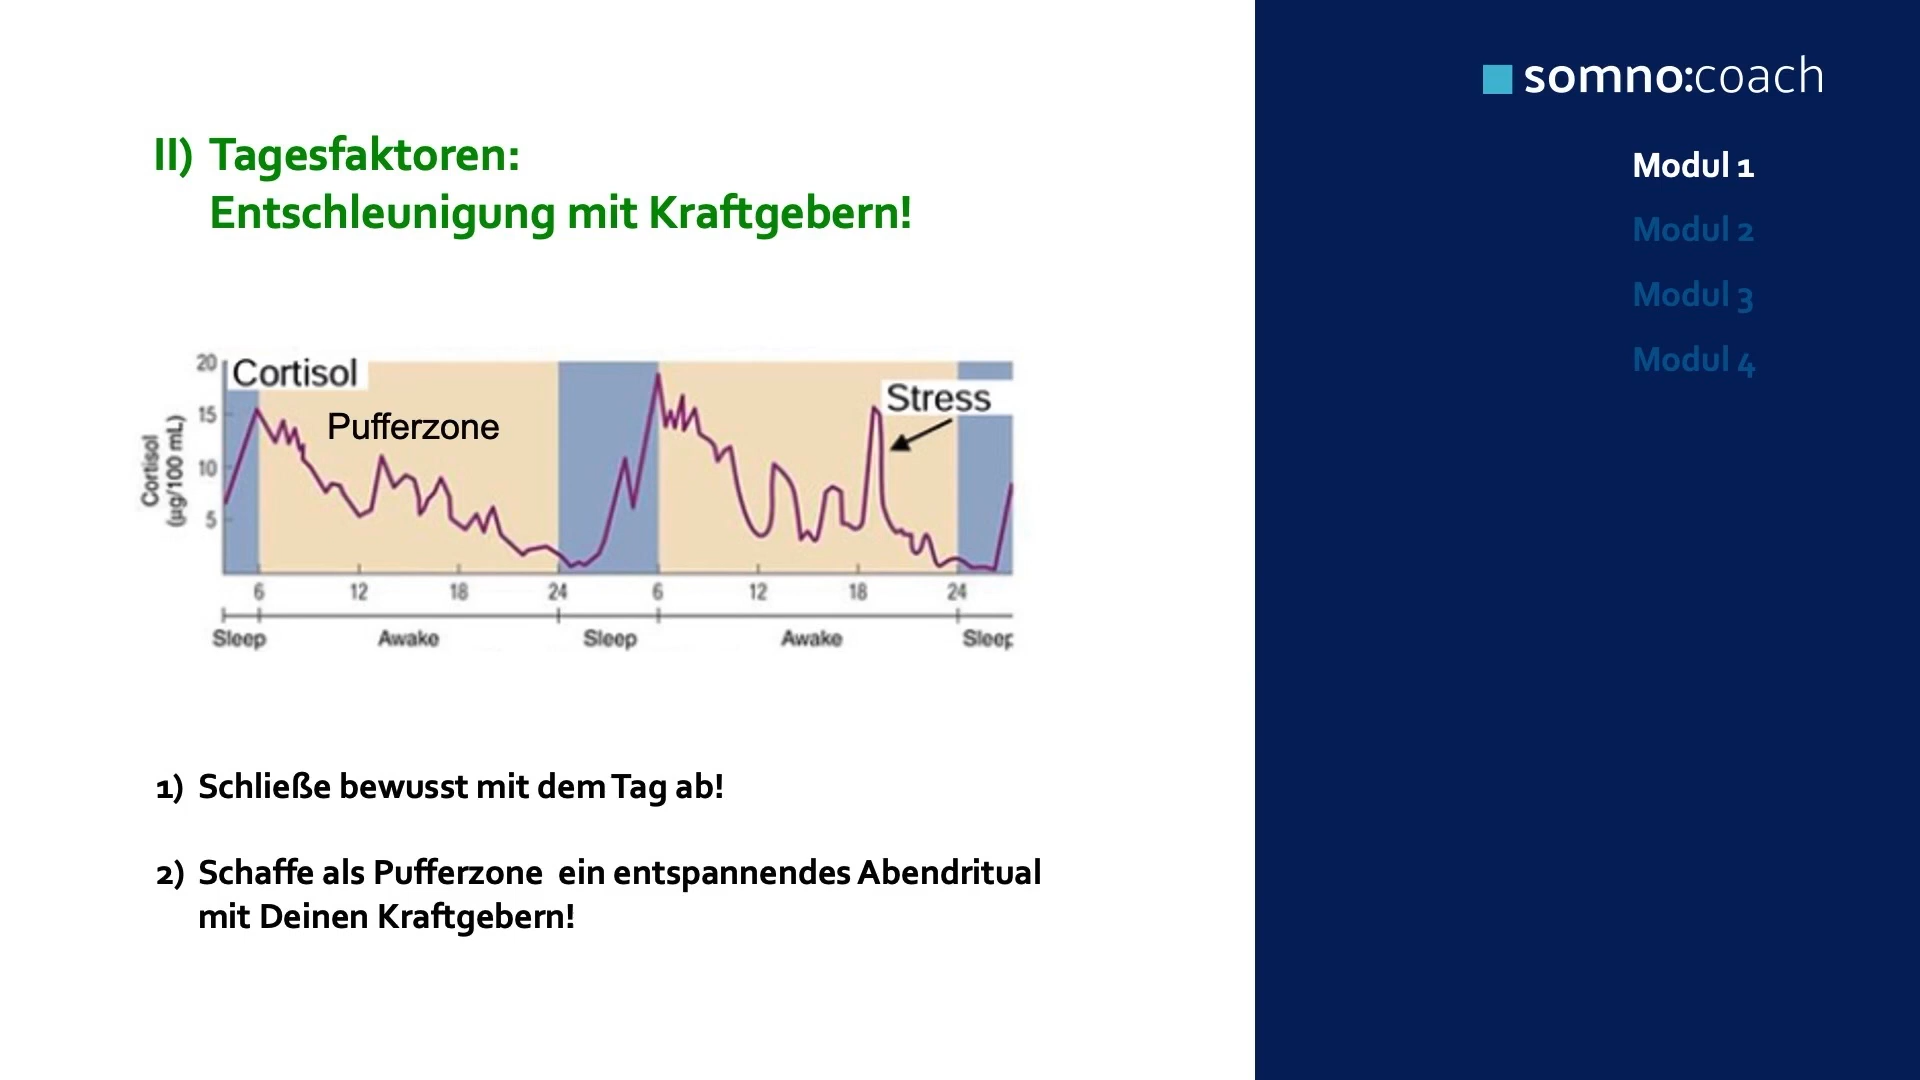 somno:coach
Modul 1
Modul 2
Modul 3
Modul 4
II) Tagesfaktoren:
Entschleunigung mit Kraftgebern!
Cortisol
Pufferzone
Stress
Cortisol
(µg/100 mL)
20
15
10
5
6 12 18 24 6 12 18 24
Sleep Awake Sleep Awake Sleep
1) Schließe bewusst mit dem Tag ab!
2) Schaffe als Pufferzone ein entspannendes Abendritual
mit Deinen Kraftgebern!